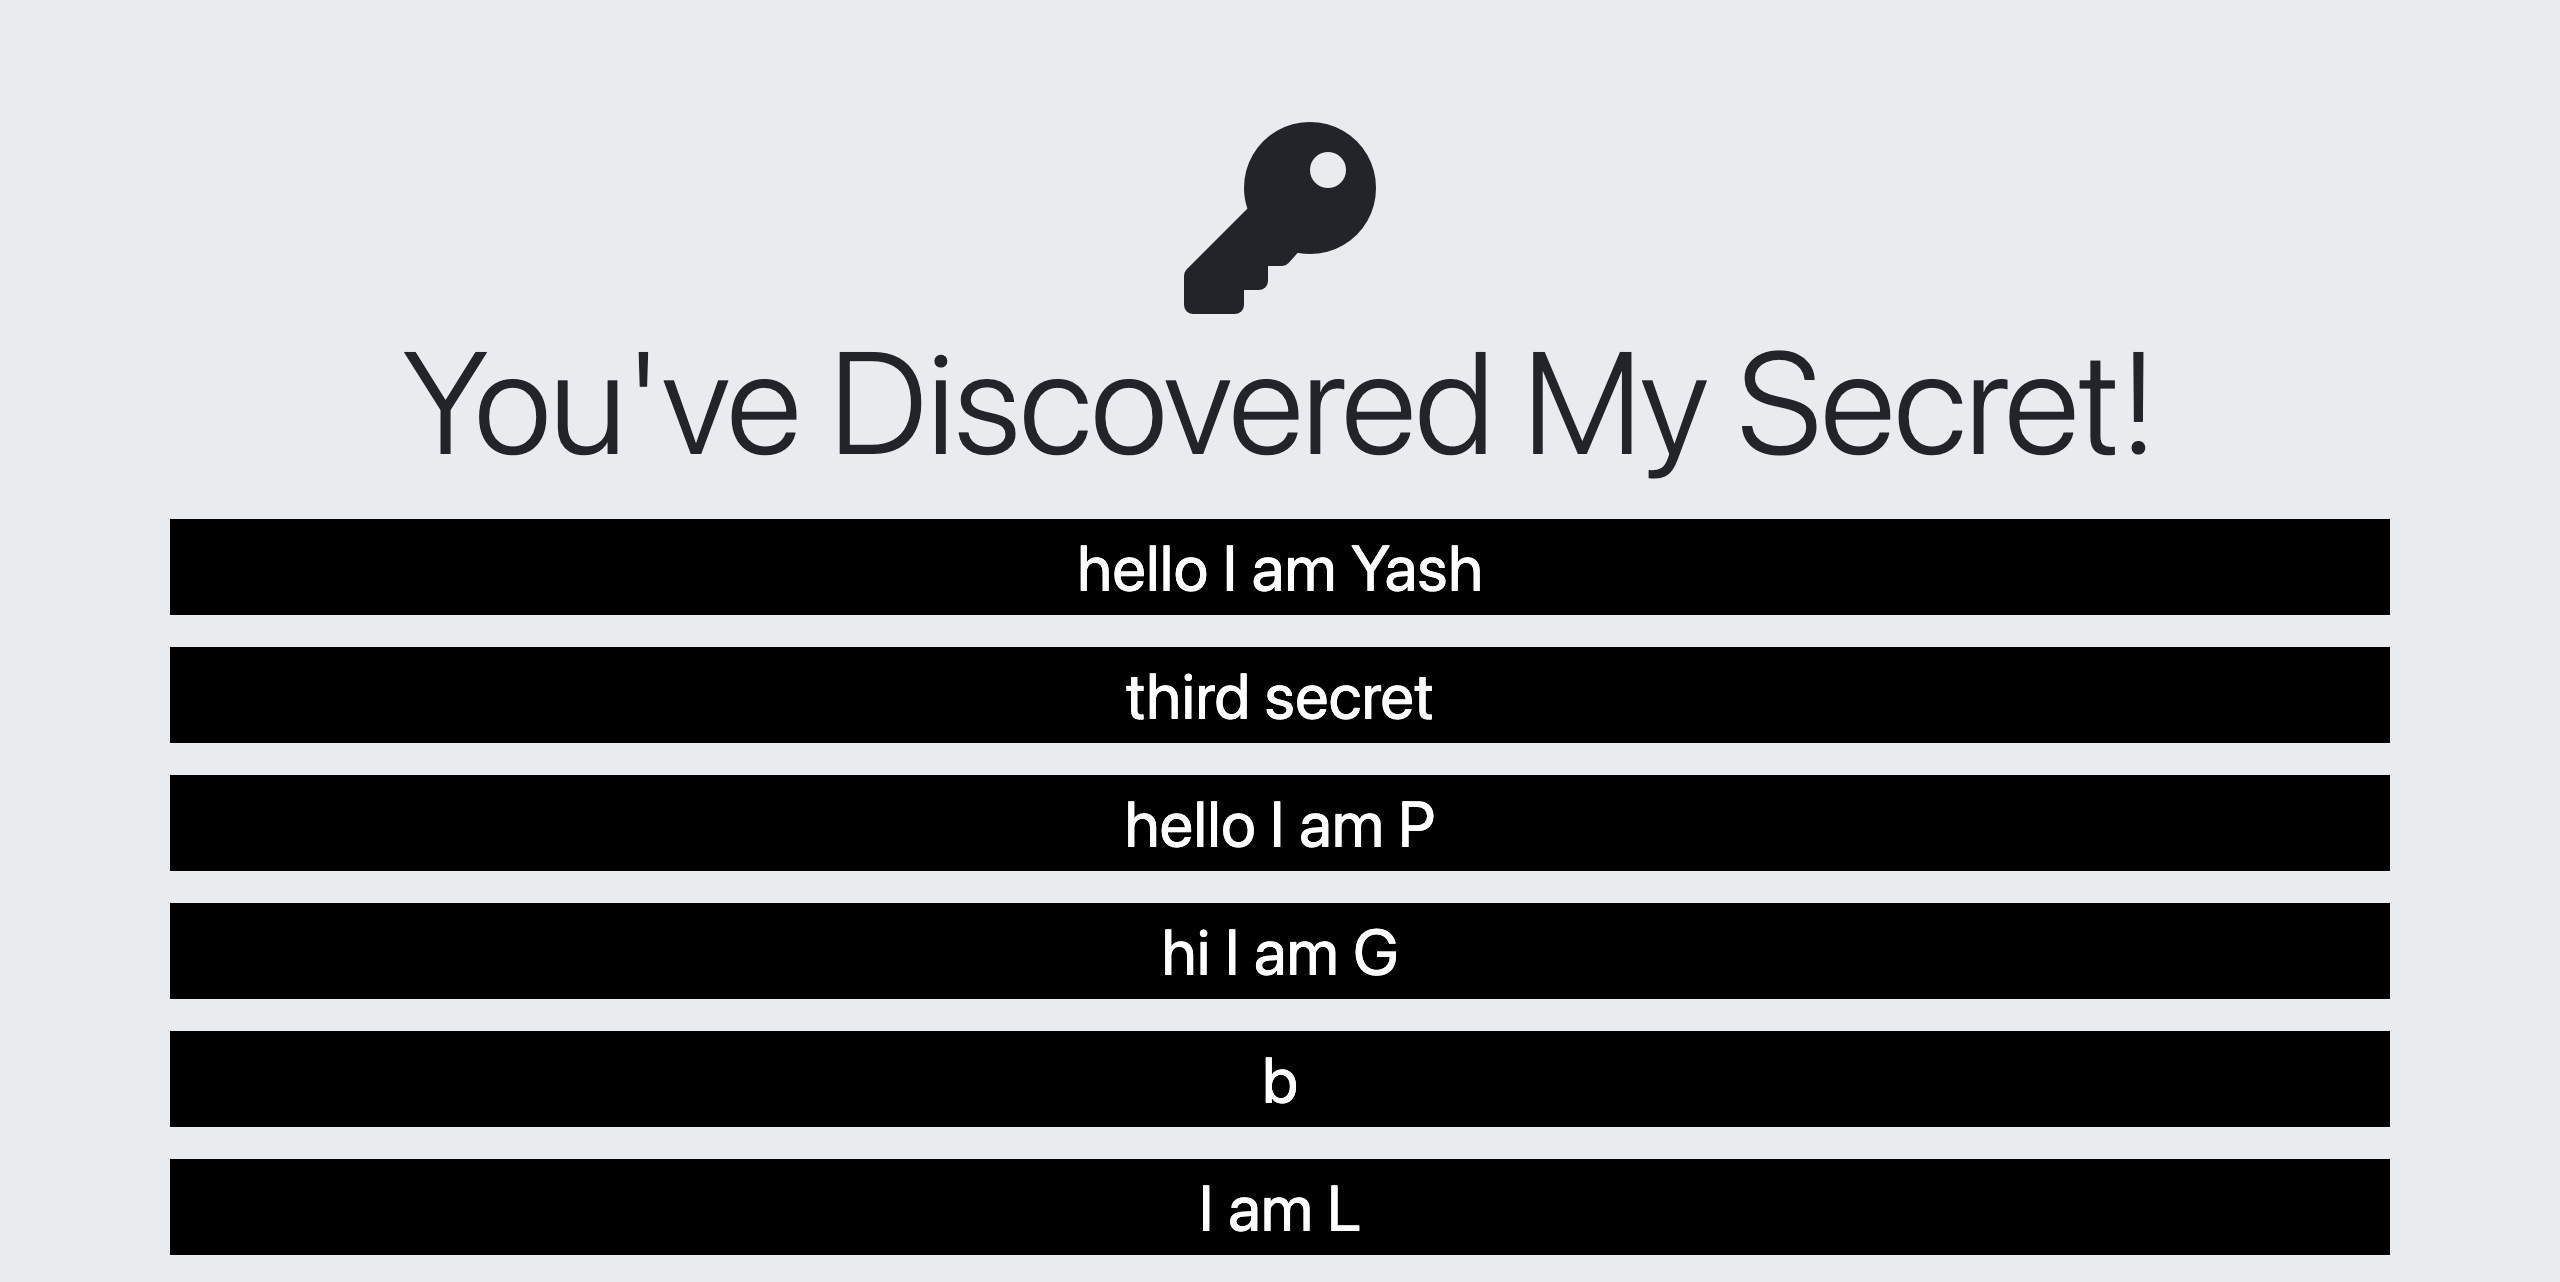 You've Discovered My Secret!
hello I am Yash
third secret
hello I am P
hi I am G
b
I am L